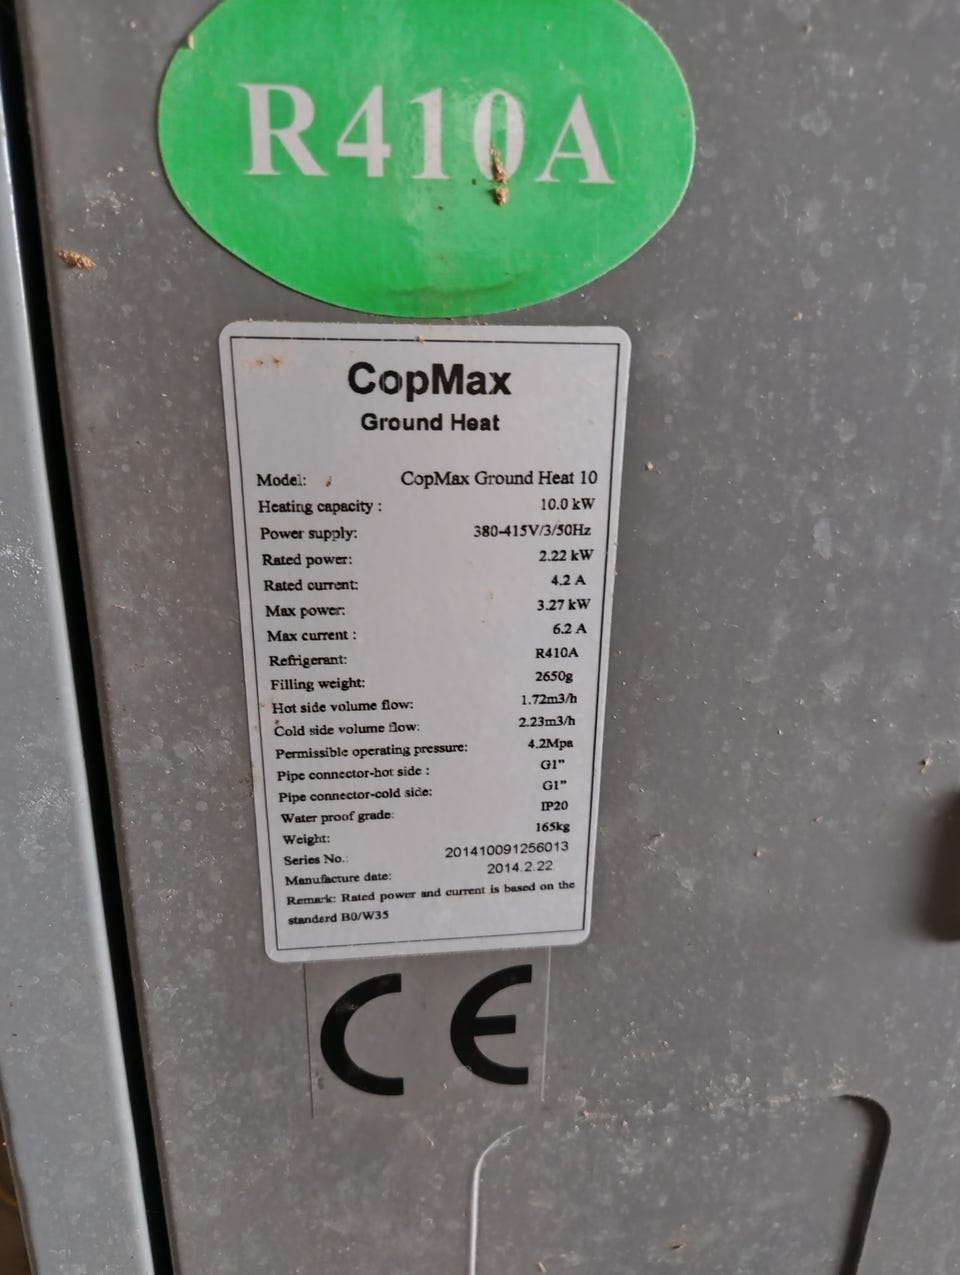 R410A
CopMax
Ground Heat
Model: CopMax Ground Heat 10
Heating capacity : 10.0 kW
Power supply: 380-415V/3/50Hz
Rated power: 2.22 kW
Rated current: 4.2 A
Max power: 3.27 kW
Max current : 6.2 A
Refrigerant: R410A
Filling weight: 2650g
Hot side volume flow: 1.72m3/h
Cold side volume flow: 2.23m3/h
Permissible operating pressure: 4.2Mpa
Pipe connector-hot side : G1”
Pipe connector-cold side: G1”
Water proof grade: IP20
Weight: 165kg
Series No.: 201410091256013
Manufacture date: 2014.2.22
Remark: Rated power and current is based on the
standard B0/W35
CE